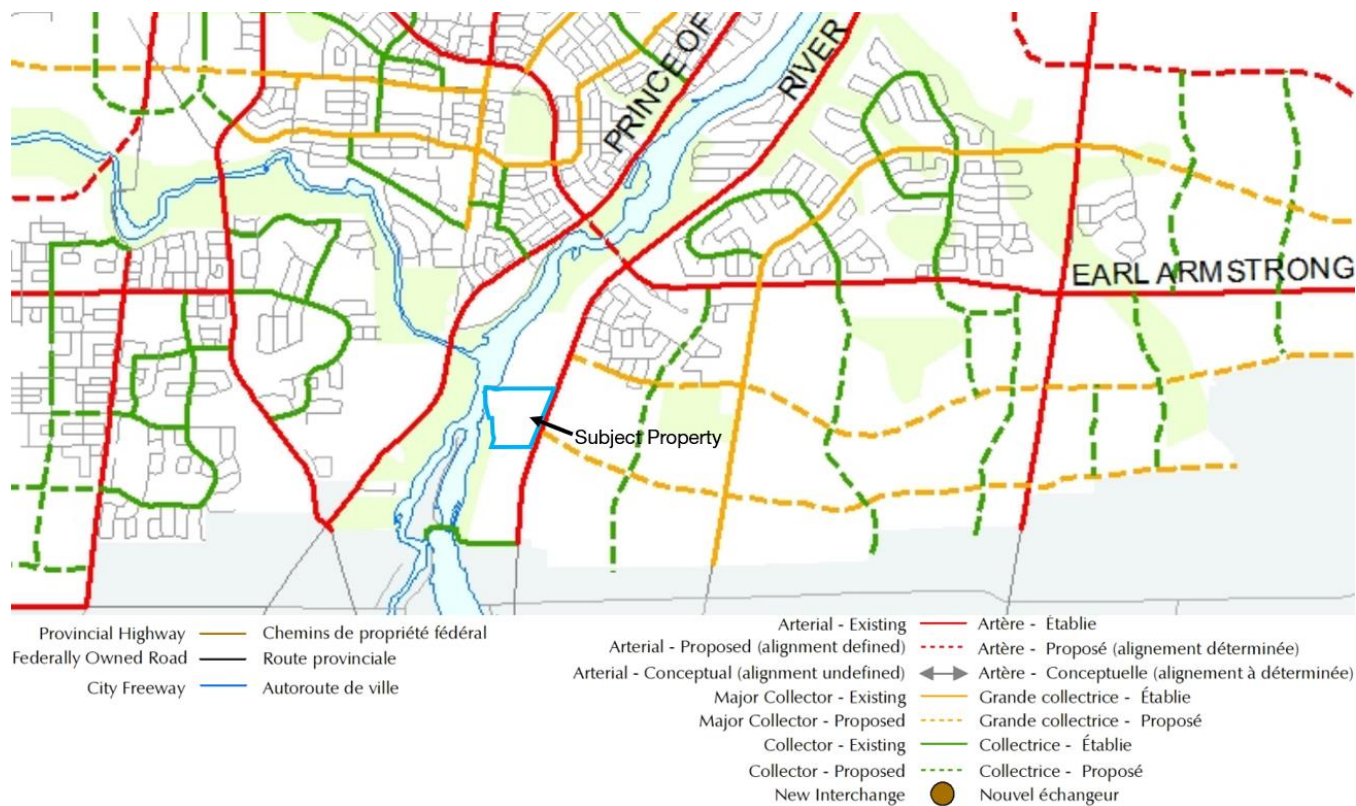 PRINCE OF
RIVER
EARL ARMSTRONG
Subject Property
Provincial Highway Chemins de propriété fédéral
Federally Owned Road Route provinciale
City Freeway Autoroute de ville
Arterial - Existing Artère - Établie
Arterial - Proposed (alignment defined) Artère - Proposé (alignement déterminée)
Arterial - Conceptual (alignment undefined) Artère - Conceptuelle (alignement à déterminée)
Major Collector - Existing Grande collectrice - Établie
Major Collector - Proposed Grande collectrice - Proposé
Collector - Existing Collectrice - Établie
Collector - Proposed Collectrice - Proposé
New Interchange Nouvel échangeur